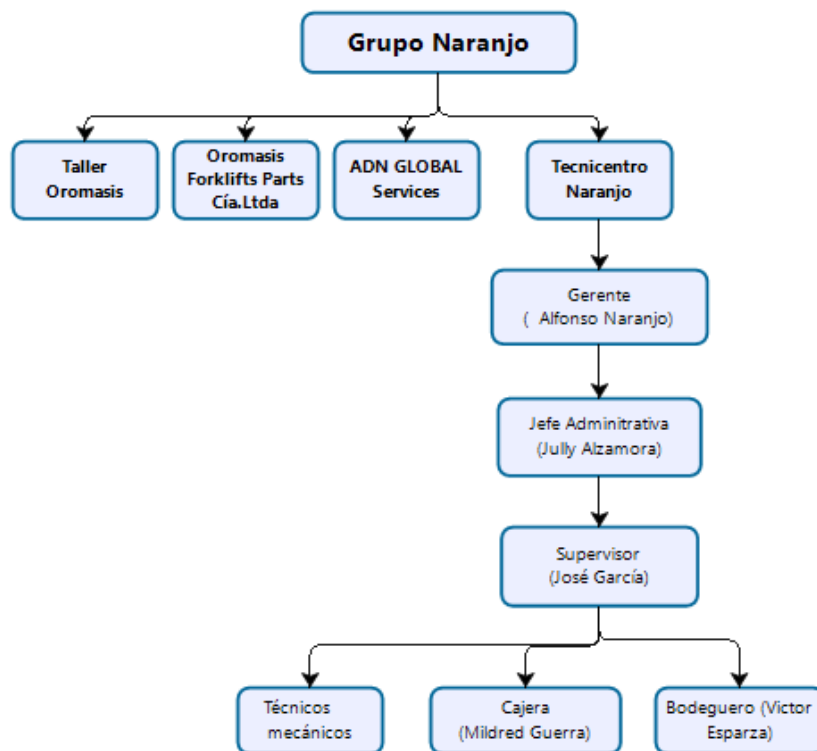 Grupo Naranjo
Taller
Oromasis
Oromasis
Forklifts Parts
Cía.Ltda
ADN GLOBAL
Services
Tecnicentro
Naranjo
Gerente
( Alfonso Naranjo)
Jefe Adminitrativa
(Jully Alzamora)
Supervisor
(José García)
Técnicos
mecánicos
Cajera
(Mildred Guerra)
Bodeguero (Victor
Esparza)